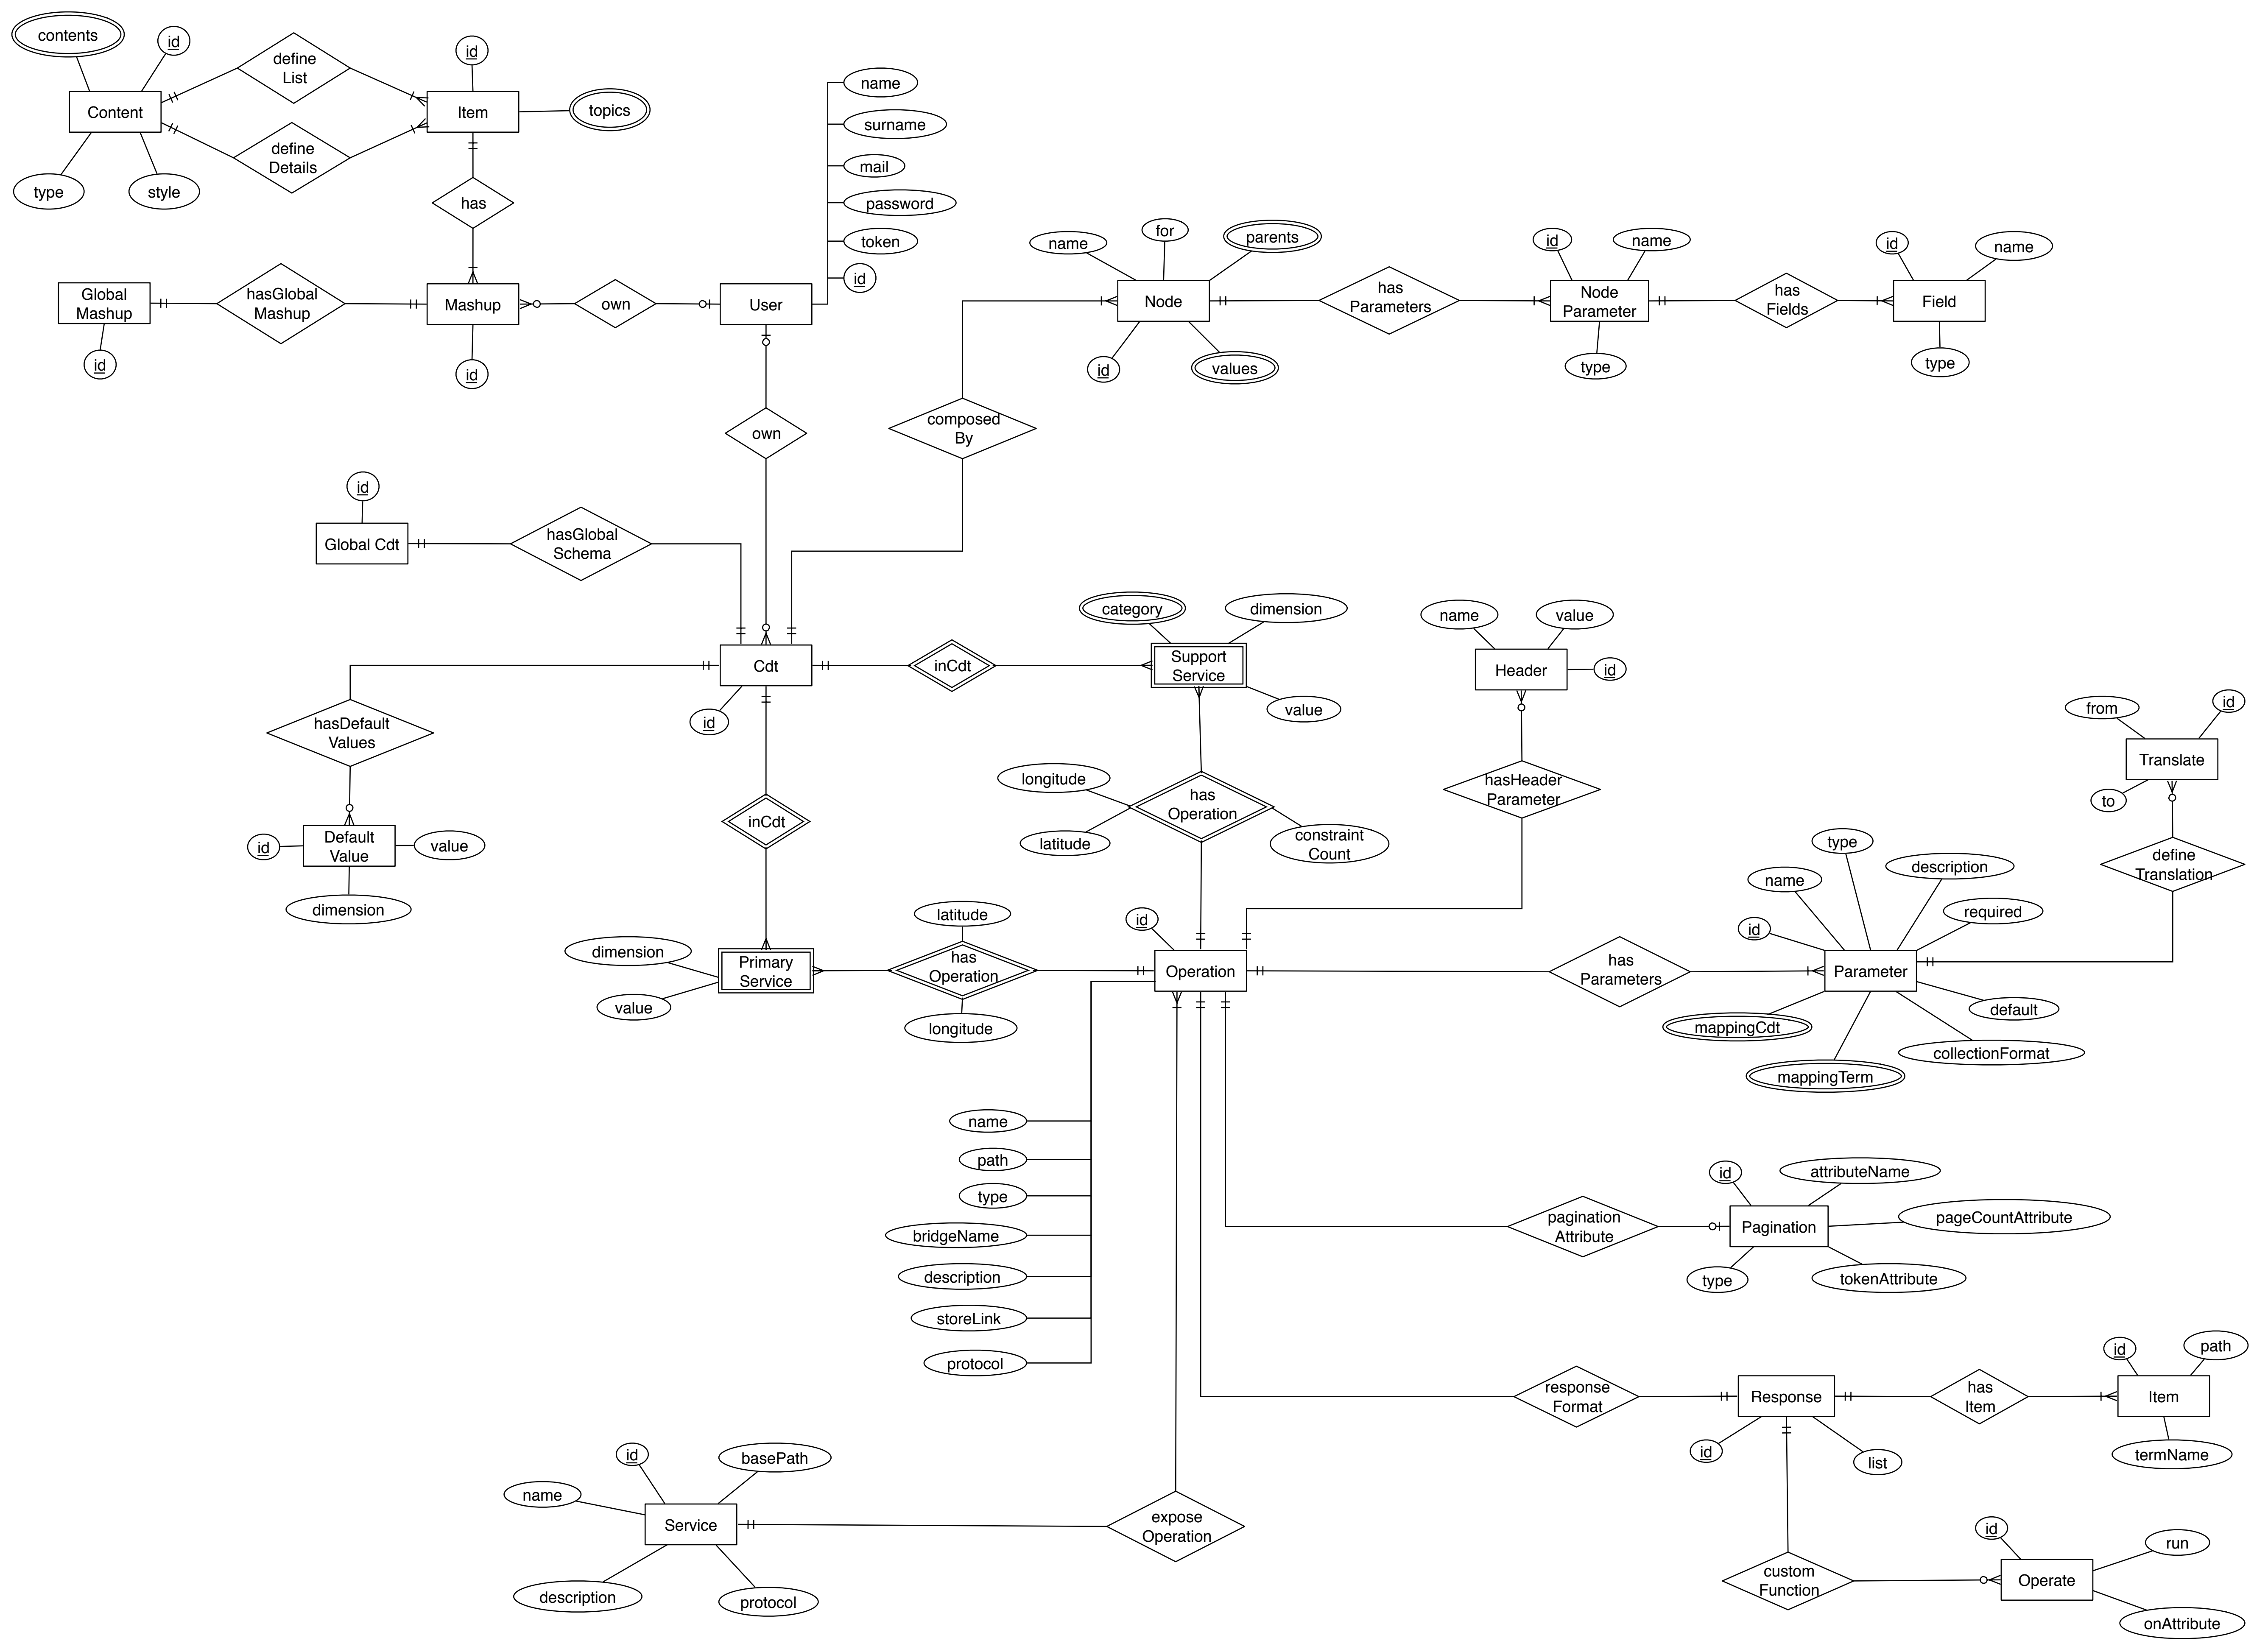 contents
id
define
List
id
name
Content
Item
topics
surname
define
Details
mail
type
style
has
password
token
id
for
parents
name
id
name
id
name
Global
Mashup
hasGlobal
Mashup
Mashup
own
User
Node
has
Parameters
Node
Parameter
has
Fields
Field
id
id
id
values
type
type
own
composed
By
id
Global Cdt
hasGlobal
Schema
category
dimension
name
value
Cdt
inCdt
Support
Service
Header
id
id
value
hasDefault
Values
from
id
Translate
to
longitude
has
Operation
hasHeader
Parameter
inCdt
latitude
constraint
Count
id
Default
Value
value
type
define
Translation
description
name
dimension
latitude
id
required
id
dimension
Primary
Service
has
Operation
Operation
has
Parameters
Parameter
value
longitude
mappingCdt
default
collectionFormat
mappingTerm
name
path
type
bridgeName
description
storeLink
protocol
id
attributeName
pagination
Attribute
Pagination
pageCountAttribute
type
tokenAttribute
id
path
response
Format
Response
has
Item
Item
id
list
termName
id
basePath
name
Service
expose
Operation
description
protocol
id
run
custom
Function
Operate
onAttribute